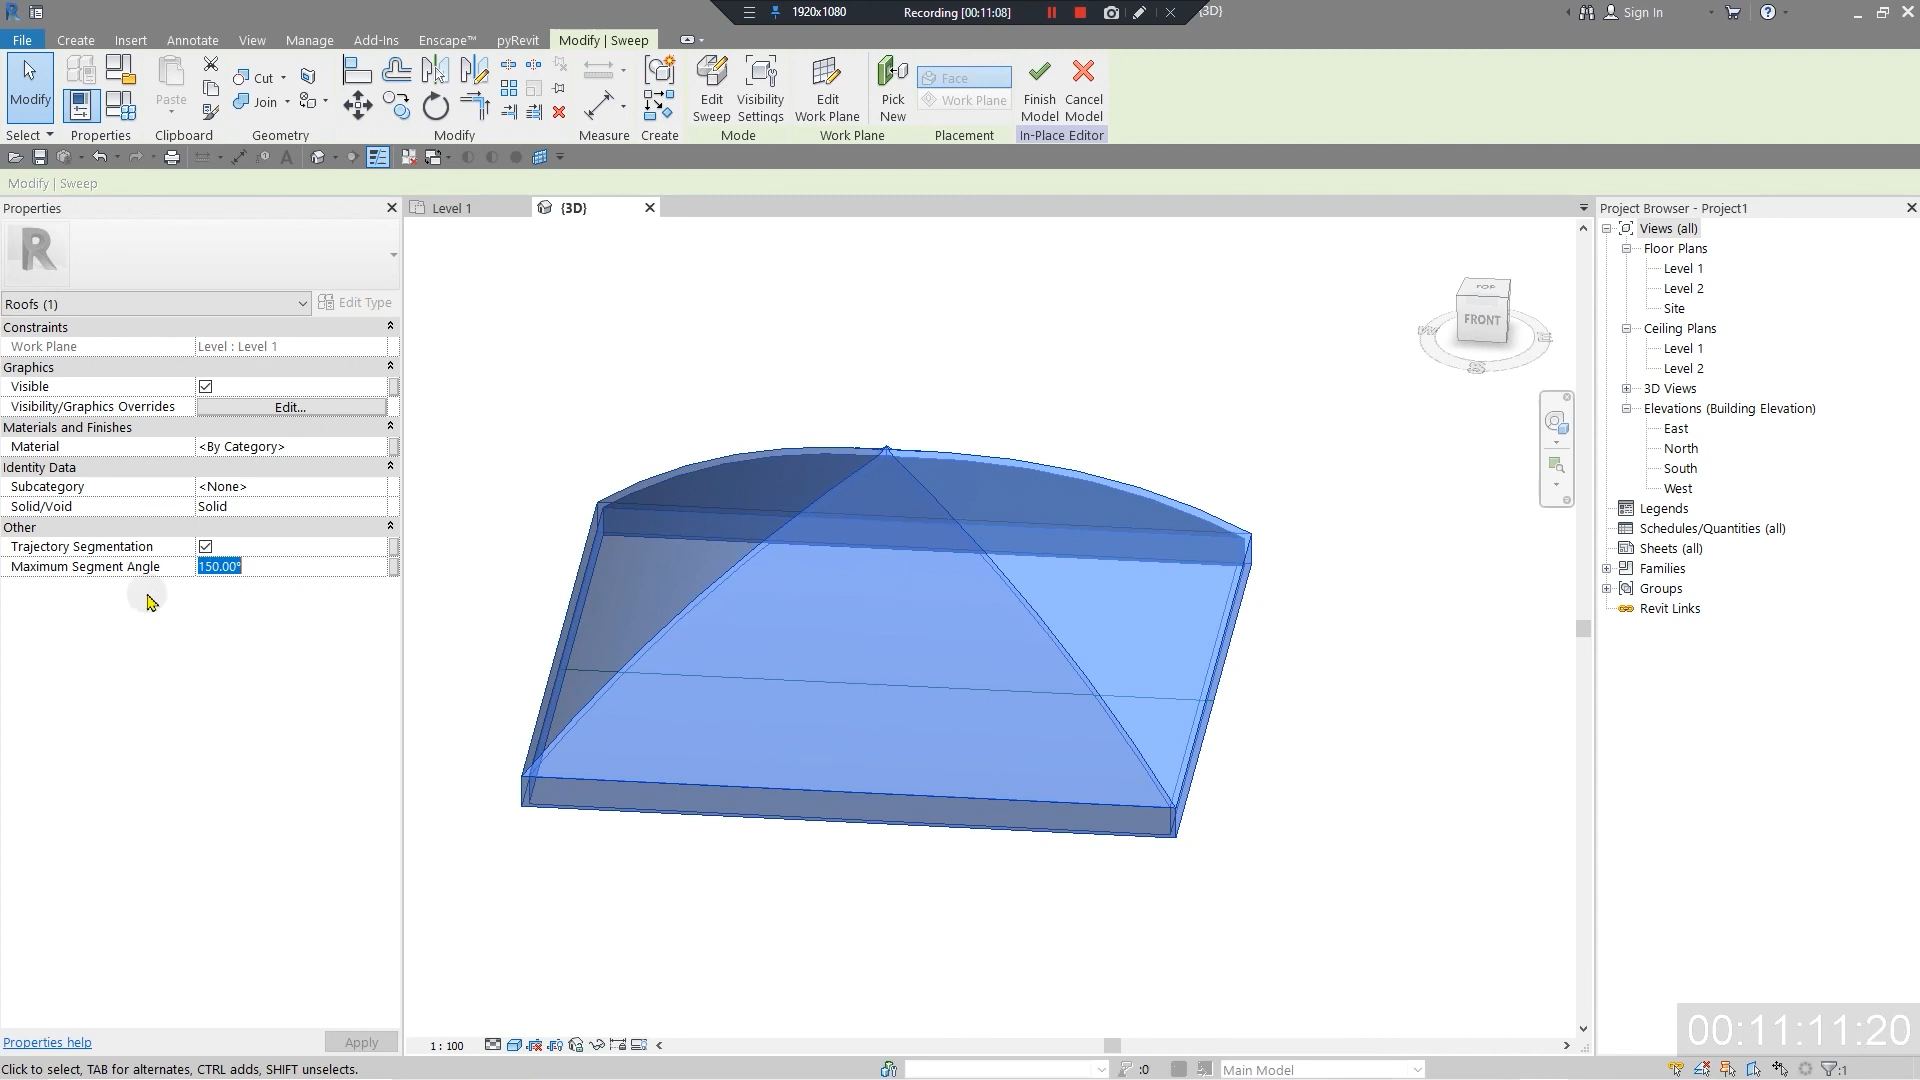 1920x1080
Recording [00:11:08]
{3D}
Sign In
File
Create
Insert
Annotate
View
Manage
Add-Ins
Enscape™
pyRevit
Modify | Sweep
Modify
Paste
Cut
Join
Edit
Sweep
Visibility
Settings
Edit
Work Plane
Pick
New
Face
Work Plane
Finish
Model
Cancel
Model
Select
Properties
Clipboard
Geometry
Modify
Measure
Create
Mode
Work Plane
Placement
In-Place Editor
Modify | Sweep
Properties
Level 1
{3D}
Project Browser - Project1
Roofs (1)
Edit Type
Constraints
Work Plane
Level : Level 1
Graphics
Visible
Visibility/Graphics Overrides
Edit...
Materials and Finishes
Material
<By Category>
Identity Data
Subcategory
<None>
Solid/Void
Solid
Other
Trajectory Segmentation
Maximum Segment Angle
150.00°
Properties help
Apply
TOP
FRONT
Views (all)
Floor Plans
Level 1
Level 2
Site
Ceiling Plans
Level 1
Level 2
3D Views
Elevations (Building Elevation)
East
North
South
West
Legends
Schedules/Quantities (all)
Sheets (all)
Families
Groups
Revit Links
1 : 100
00:11:11:20
Click to select, TAB for alternates, CTRL adds, SHIFT unselects.
:0
Main Model
:1